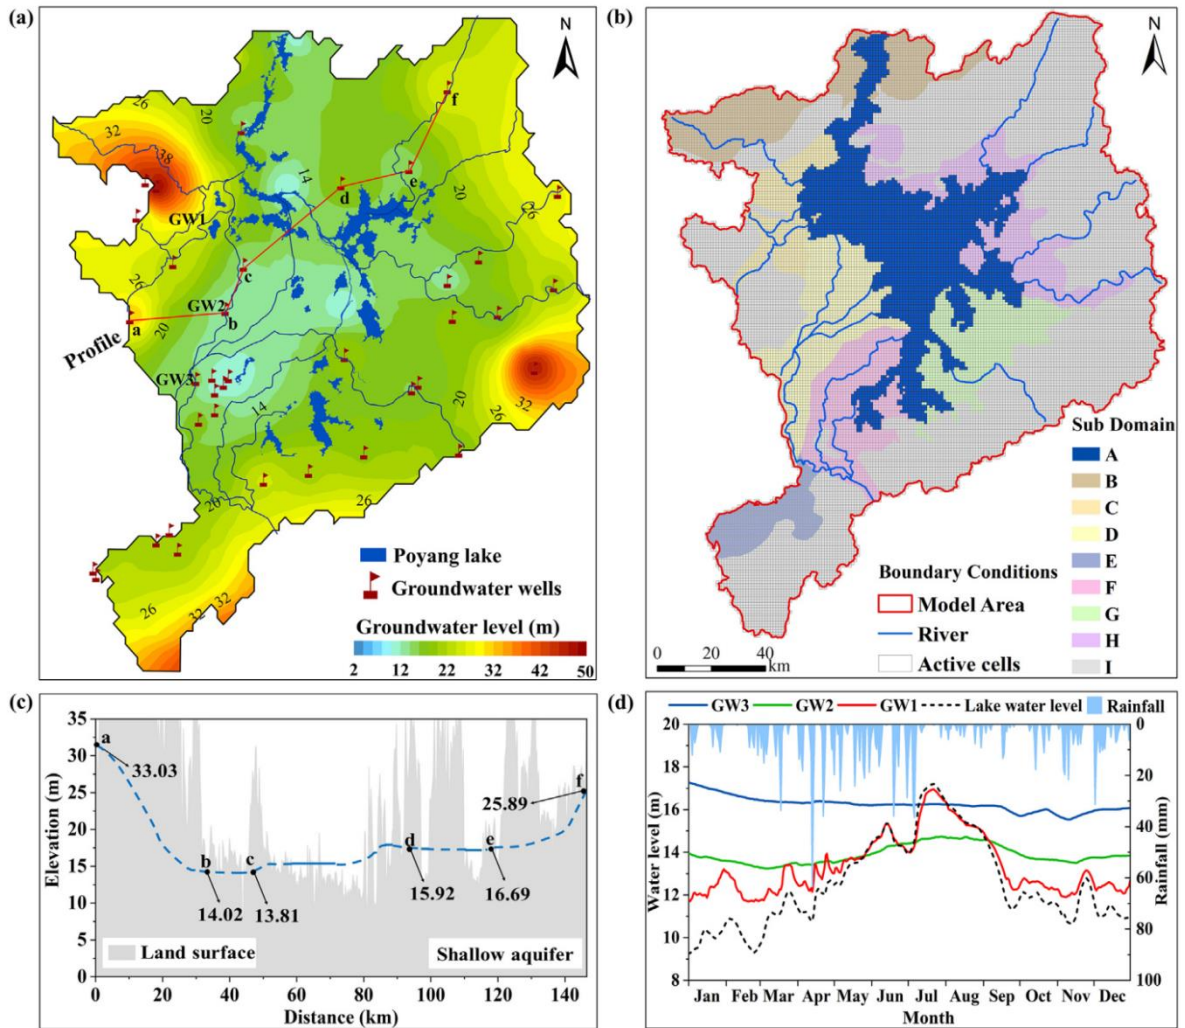 (a)
N
26
32
38
20
GW1
14
f
e
d
20
26
c
26
GW2
b
a
20
Profile
GW3
14
20
32
26
26
20
26
32
32
Poyang lake
Groundwater wells
Groundwater level (m)
2 12 22 32 42 50
(b)
N
Sub Domain
A
B
C
D
E
F
G
H
I
Boundary Conditions
Model Area
River
Active cells
0 20 40
km
(c)
35
30
25
20
15
10
5
0
Elevation (m)
a
33.03
b
14.02
c
13.81
d
15.92
e
16.69
f
25.89
Land surface
Shallow aquifer
0 20 40 60 80 100 120 140
Distance (km)
(d)
GW3 GW2 GW1 Lake water level Rainfall
20
18
16
14
12
10
8
Water level (m)
0
20
40
60
80
100
Rainfall (mm)
Jan Feb Mar Apr May Jun Jul Aug Sep Oct Nov Dec
Month